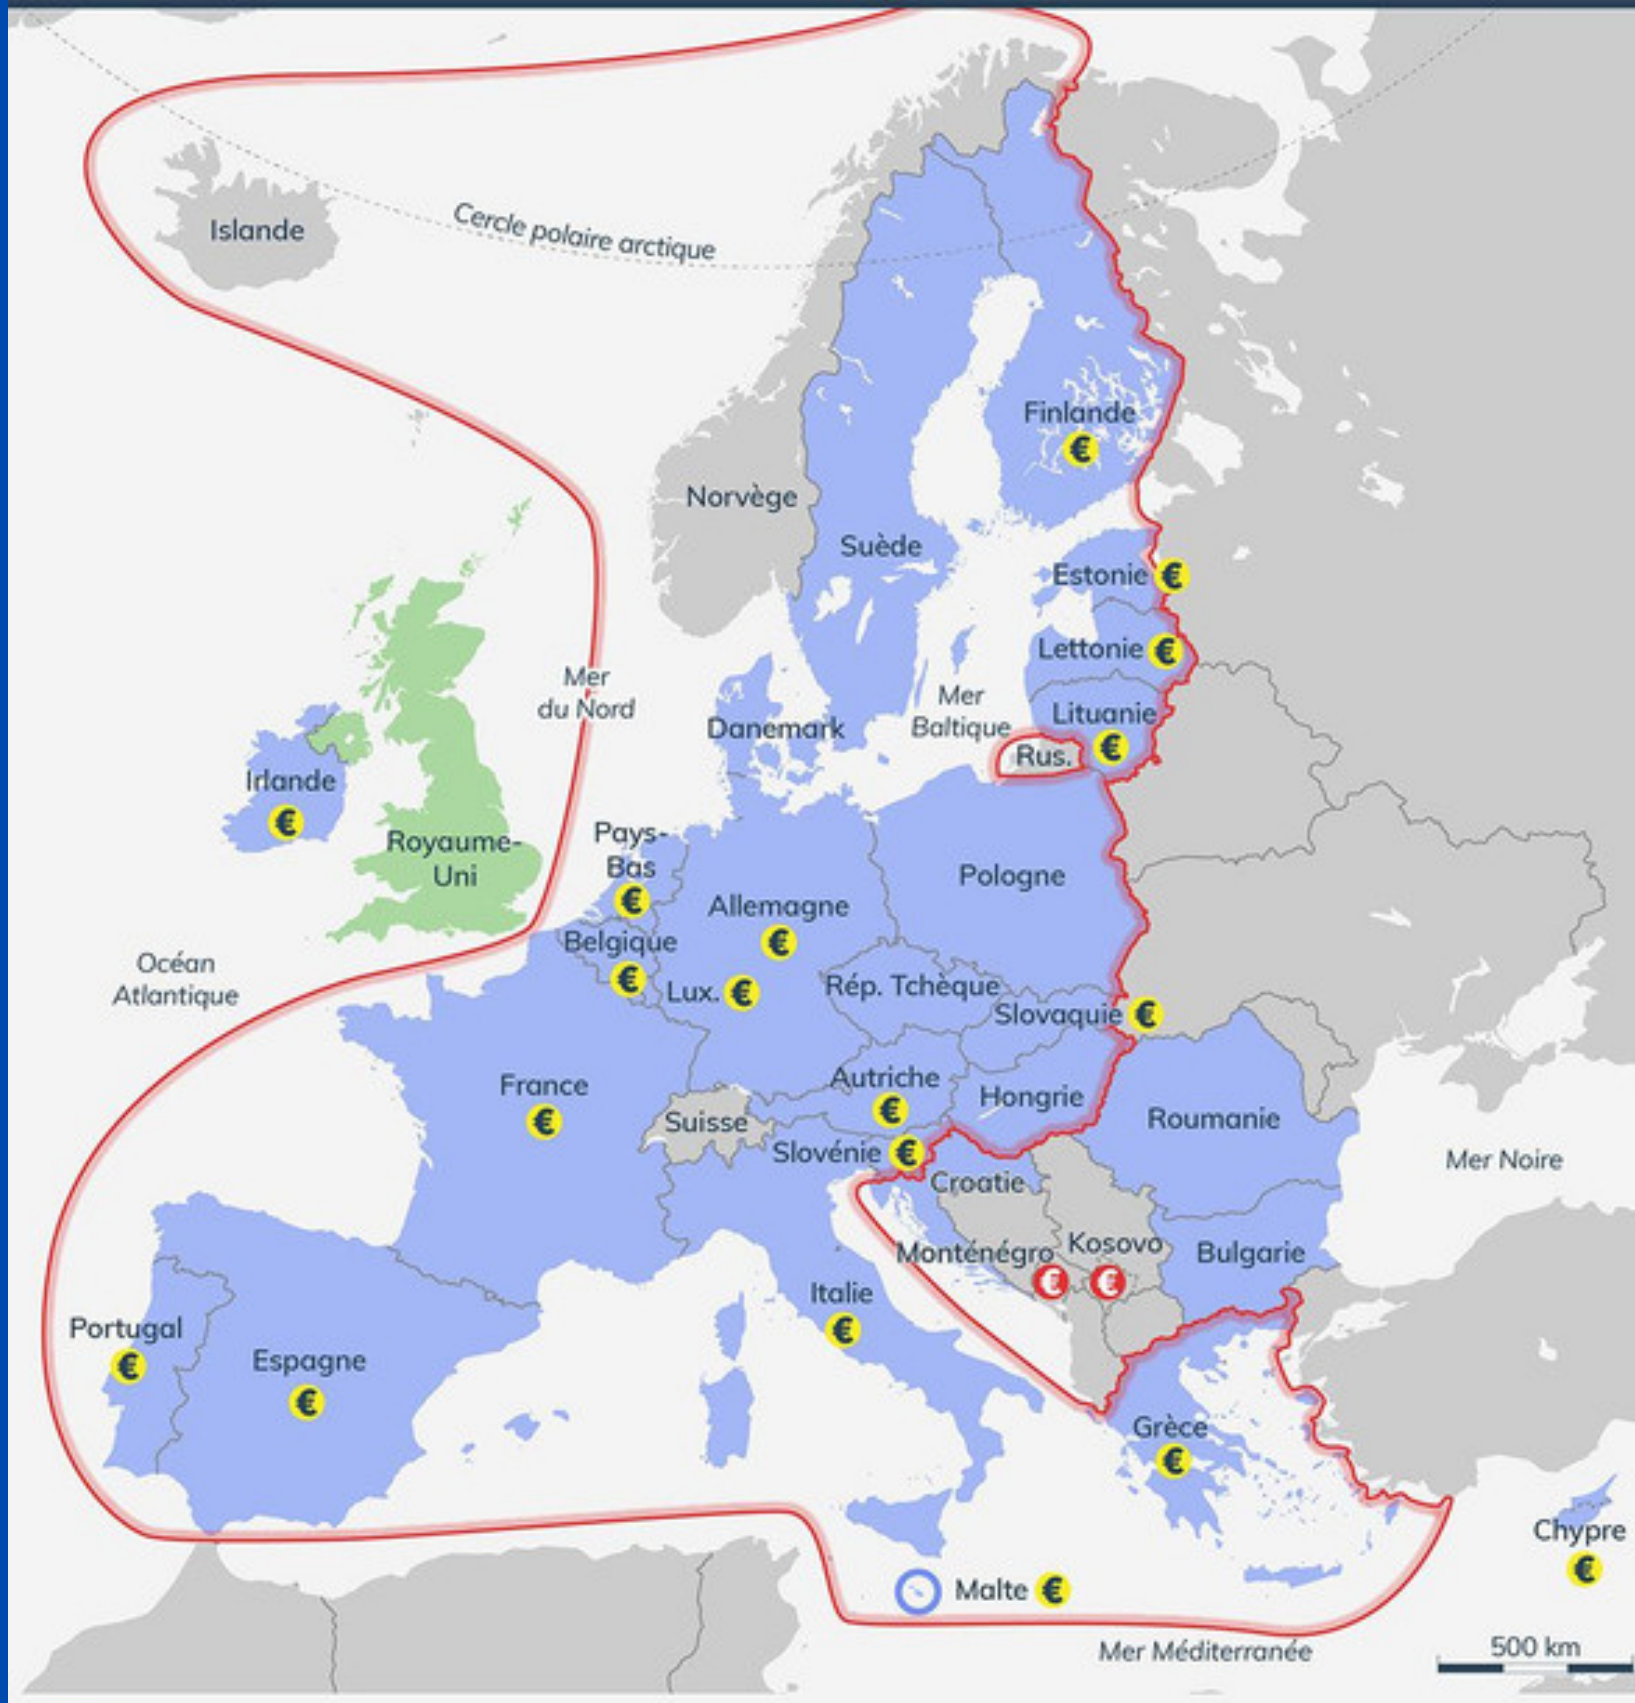 Islande
Cercle polaire arctique
Finlande
€
Norvège
Suède
Estonie €
Lettonie €
Mer
du Nord
Mer
Baltique
Lituanie
€
Danemark
Rus.
Irlande
€
Royaume-
Uni
Pays-
Bas
€
Pologne
Allemagne
€
Belgique
€
Lux. €
Océan
Atlantique
Rép. Tchèque
Slovaquie €
France
€
Autriche
€
Hongrie
Roumanie
Suisse
Slovénie €
Croatie
Mer Noire
Monténégro
€
Kosovo
€
Bulgarie
Italie
€
Portugal
€
Espagne
€
Grèce
€
Chypre
€
Malte €
Mer Méditerranée
500 km